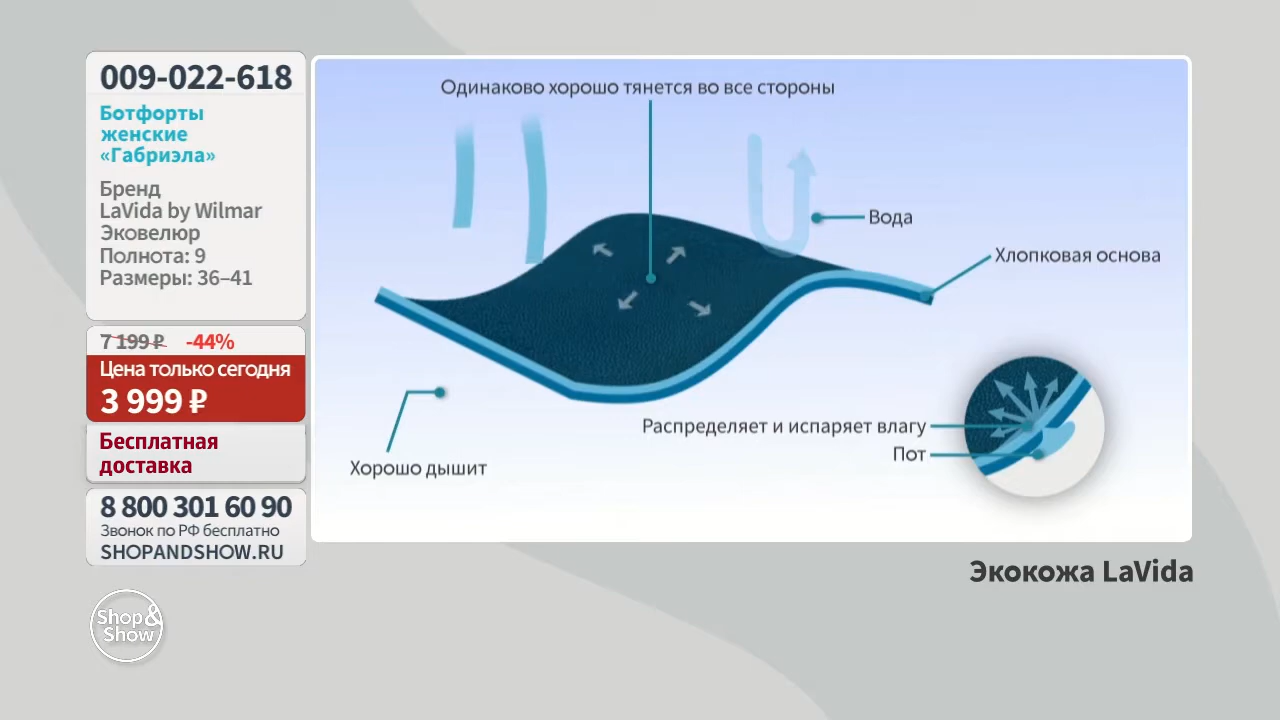 009-022-618
Ботфорты
женские
«Габриэла»
Бренд
LaVida by Wilmar
Эковелюр
Полнота: 9
Размеры: 36–41
7 199 ₽ -44%
Цена только сегодня
3 999 ₽
Бесплатная
доставка
8 800 301 60 90
Звонок по РФ бесплатно
SHOPANDSHOW.RU
Shop&
Show
Одинаково хорошо тянется во все стороны
Вода
Хлопковая основа
Распределяет и испаряет влагу
Пот
Хорошо дышит
Экокожа LaVida